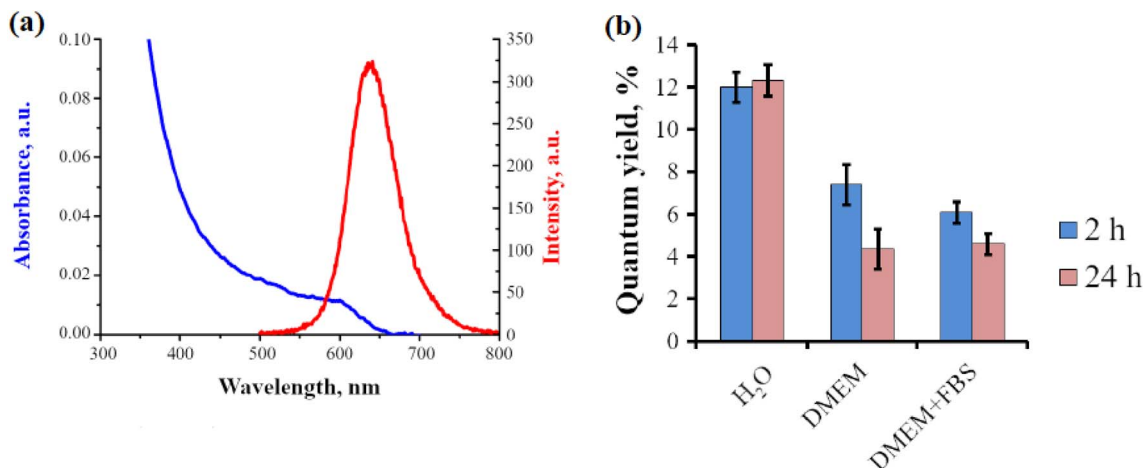 (a)
0.10
0.08
0.06
0.04
0.02
0.00
Absorbance, a.u.
350
300
250
200
150
100
50
0
Intensity, a.u.
300 400 500 600 700 800
Wavelength, nm
(b)
14
12
10
8
6
4
2
0
Quantum yield, %
H₂O
DMEM
DMEM+FBS
2 h
24 h